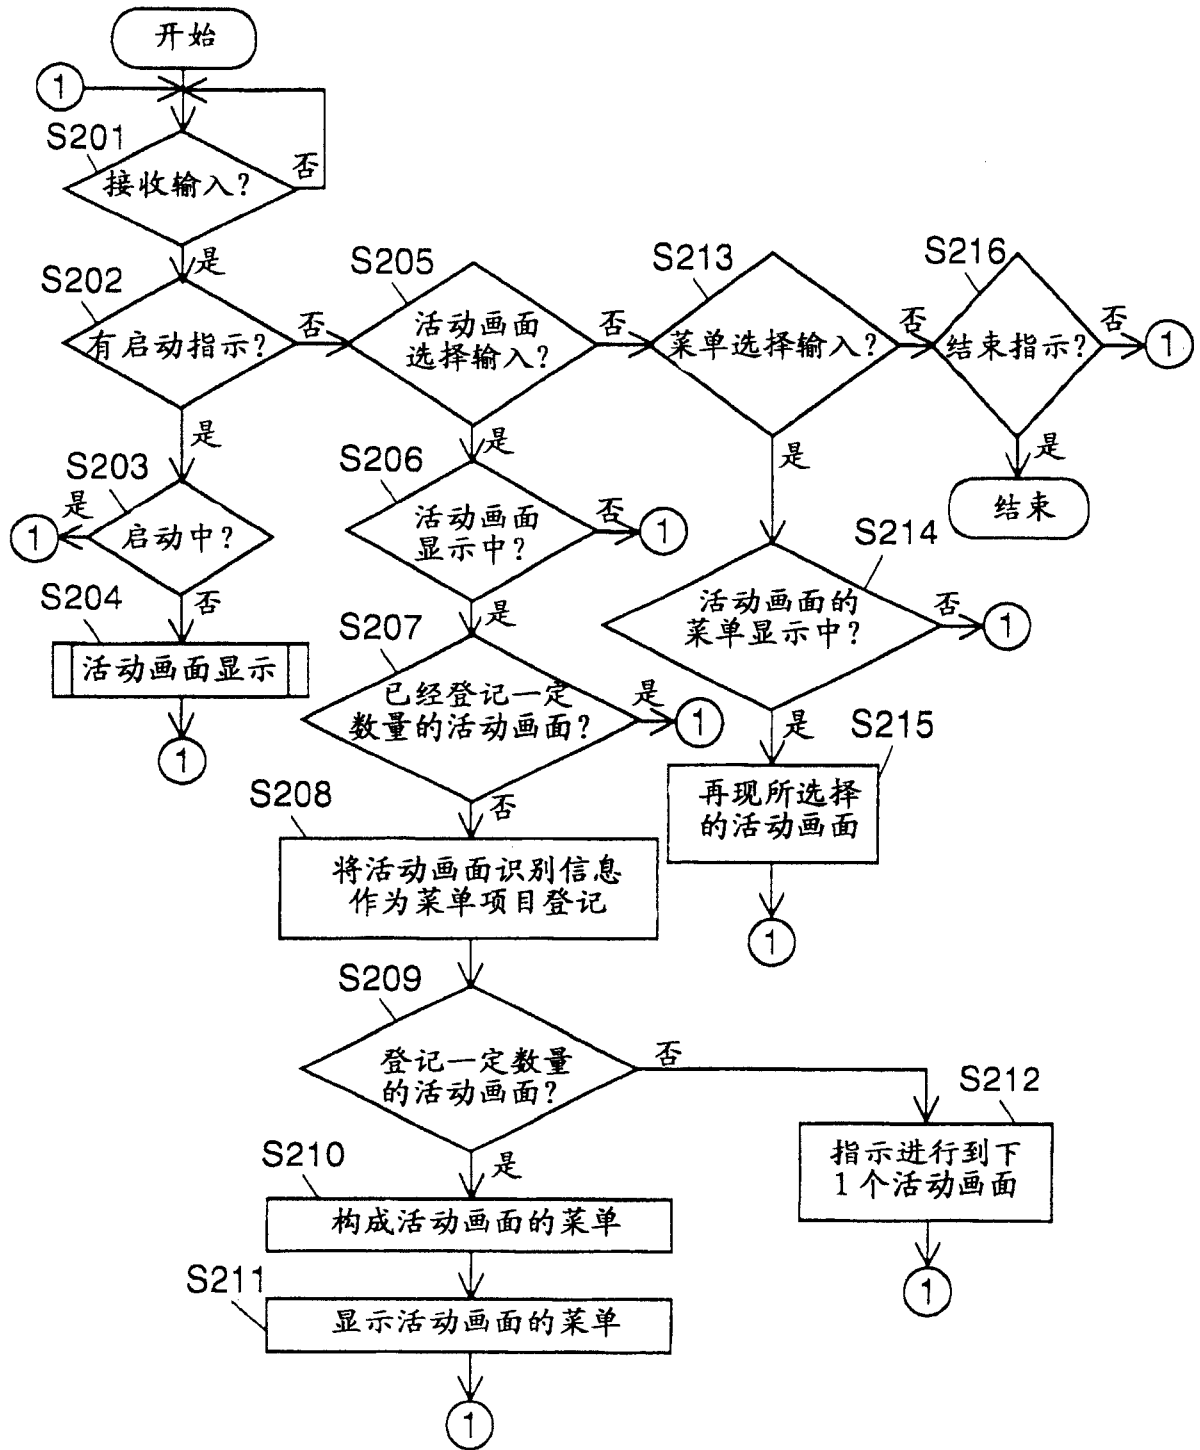 开始
1
S201
接收输入?
否
是
S202
有启动指示?
否
S205
活动画面
选择输入?
否
S213
菜单选择输入?
否
S216
结束指示?
否
1
是
S203
启动中?
是
1
否
S204
活动画面显示
1
是
S206
活动画面
显示中?
否
1
是
S207
已经登记一定
数量的活动画面?
是
1
否
S208
将活动画面识别信息
作为菜单项目登记
S209
登记一定数量
的活动画面?
否
是
S210
构成活动画面的菜单
S211
显示活动画面的菜单
1
S212
指示进行到下
1个活动画面
1
是
S214
活动画面的
菜单显示中?
否
1
是
S215
再现所选择
的活动画面
1
是
结束